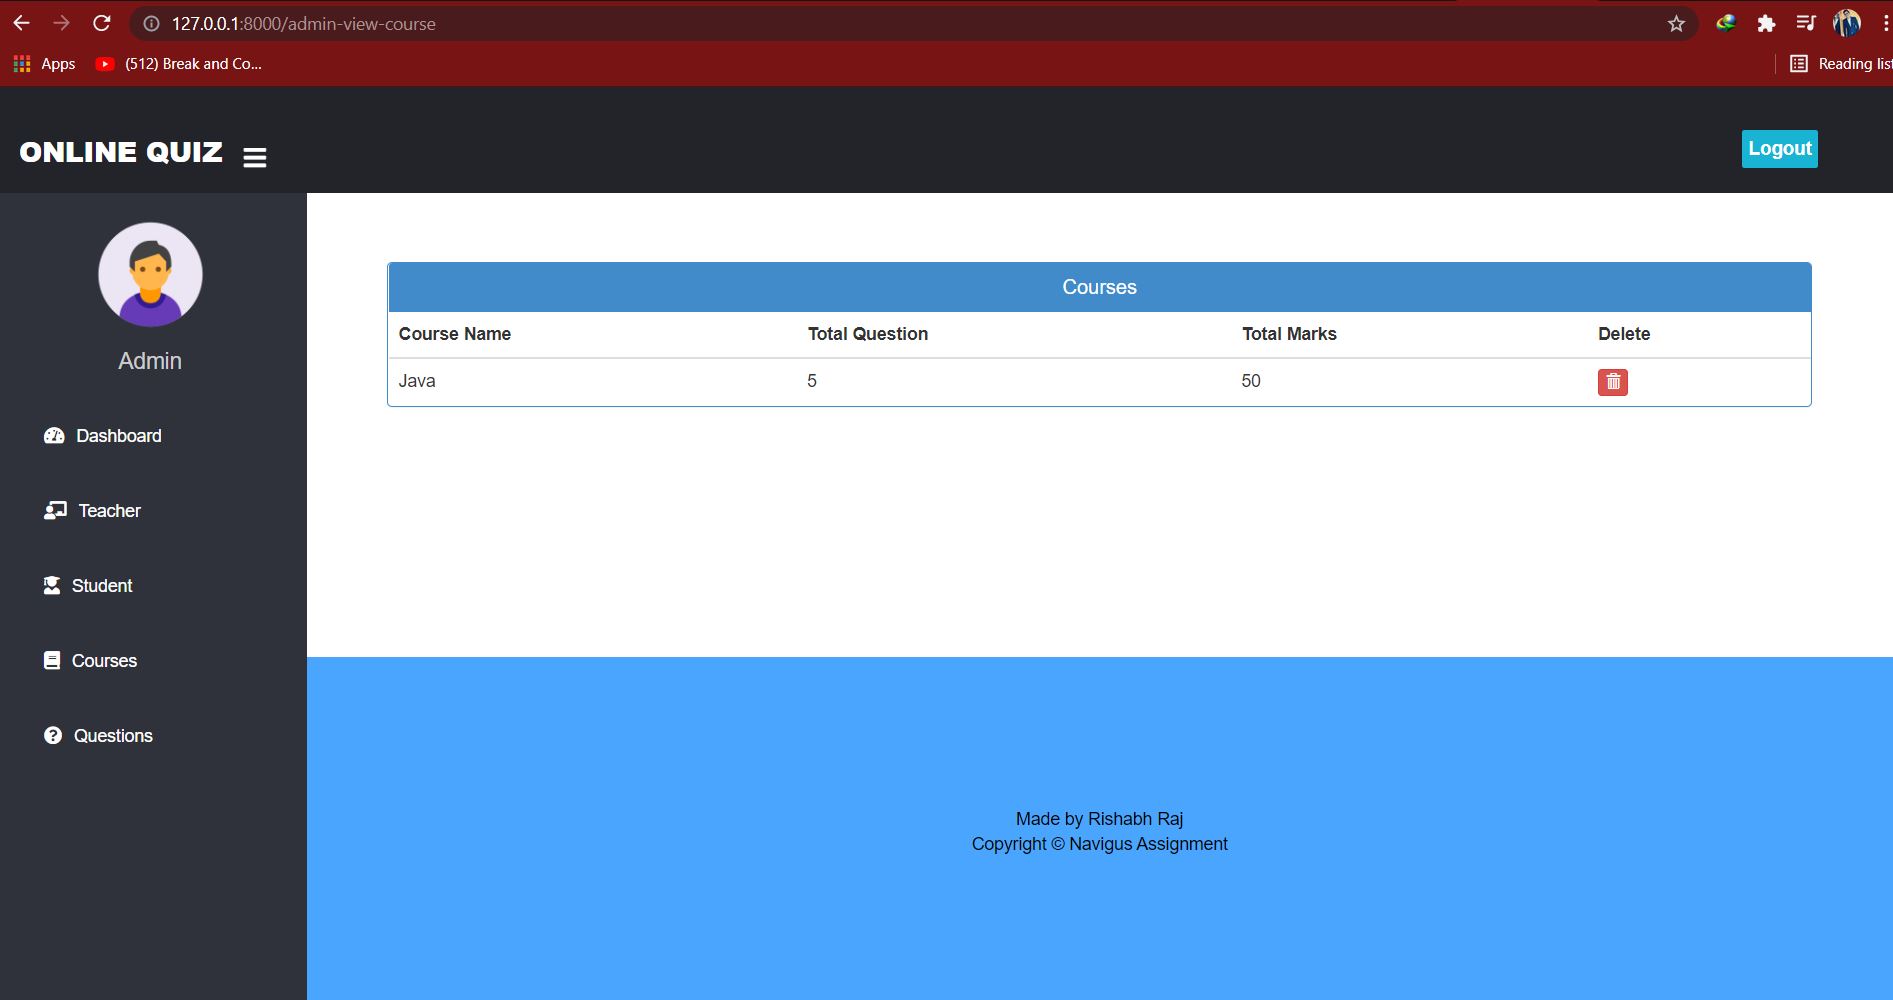 127.0.0.1:8000/admin-view-course
Apps (512) Break and Co... Reading list
ONLINE QUIZ Logout
Admin
Dashboard
Teacher
Student
Courses
Questions
Courses
Course Name Total Question Total Marks Delete
Java 5 50
Made by Rishabh Raj
Copyright © Navigus Assignment